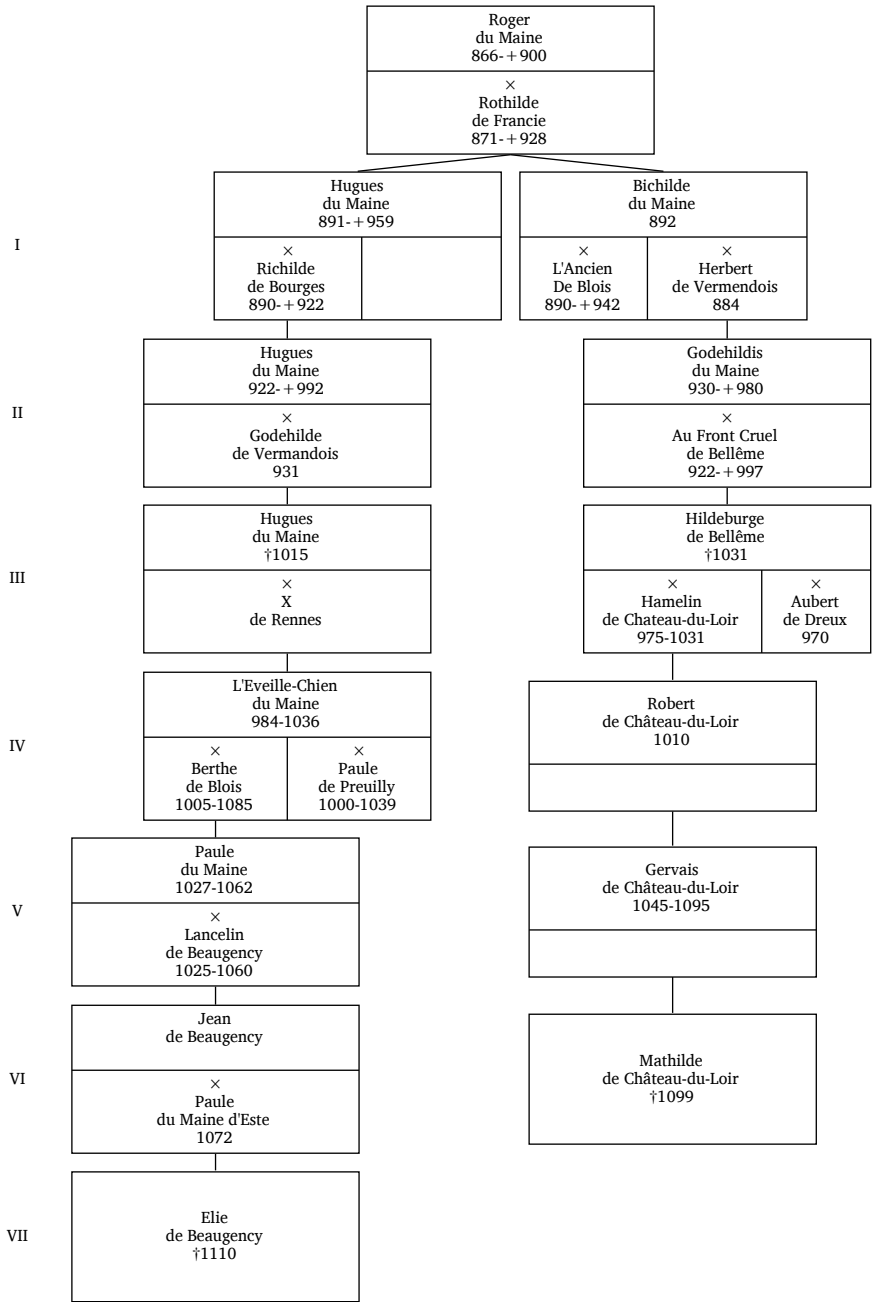 Roger
du Maine
866-+900
×
Rothilde
de Francie
871-+928
I
Hugues
du Maine
891-+959
×
Richilde
de Bourges
890-+922
Bichilde
du Maine
892
×
L'Ancien
De Blois
890-+942
×
Herbert
de Vermendois
884
II
Hugues
du Maine
922-+992
×
Godehilde
de Vermandois
931
Godehildis
du Maine
930-+980
×
Au Front Cruel
de Bellême
922-+997
III
Hugues
du Maine
†1015
×
X
de Rennes
Hildeburge
de Bellême
†1031
×
Hamelin
de Chateau-du-Loir
975-1031
×
Aubert
de Dreux
970
IV
L'Eveille-Chien
du Maine
984-1036
×
Berthe
de Blois
1005-1085
×
Paule
de Preuilly
1000-1039
Robert
de Château-du-Loir
1010
V
Paule
du Maine
1027-1062
×
Lancelin
de Beaugency
1025-1060
Gervais
de Château-du-Loir
1045-1095
VI
Jean
de Beaugency
×
Paule
du Maine d'Este
1072
Mathilde
de Château-du-Loir
†1099
VII
Elie
de Beaugency
†1110